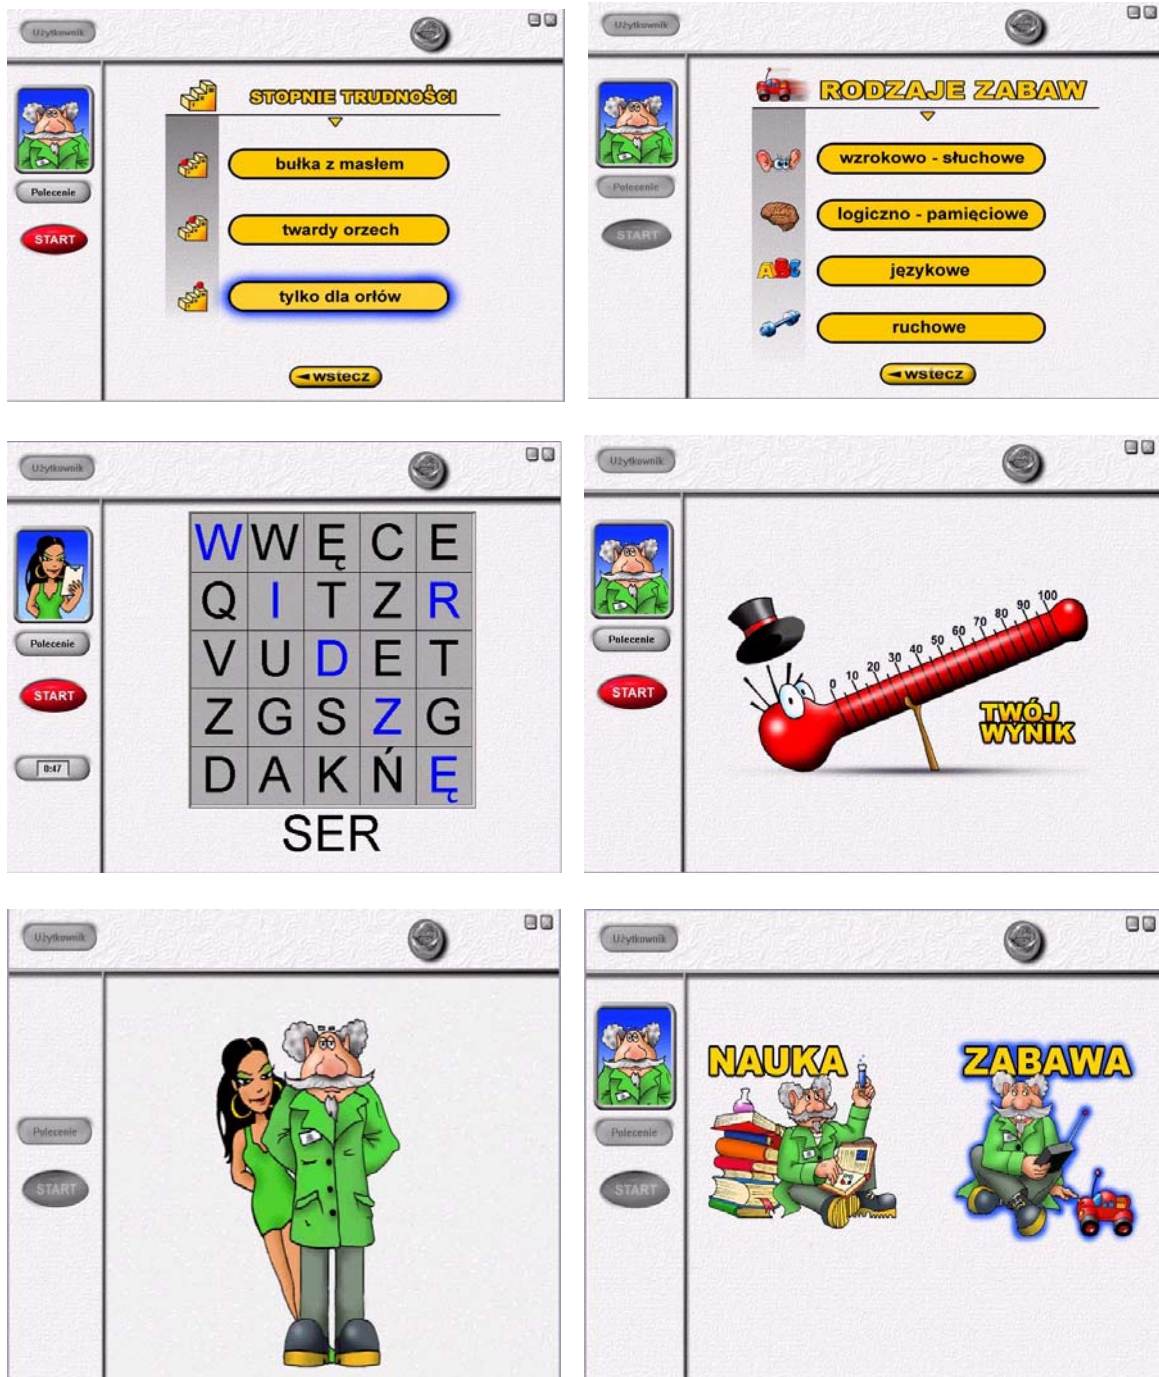 Użytkownik
STOPNIE TRUDNOŚCI
bułka z masłem
twardy orzech
tylko dla orłów
wstecz
Polecenie
START
Użytkownik
RODZAJE ZABAW
wzrokowo - słuchowe
logiczno - pamięciowe
językowe
ruchowe
wstecz
Polecenie
START
Użytkownik
W W Ę C E
Q I T Z R
V U D E T
Z G S Z G
D A K Ń Ę
SER
Polecenie
START
0:47
Użytkownik
0 10 20 30 40 50 60 70 80 90 100
TWÓJ
WYNIK
Polecenie
START
Użytkownik
Polecenie
START
Użytkownik
NAUKA
ZABAWA
Polecenie
START